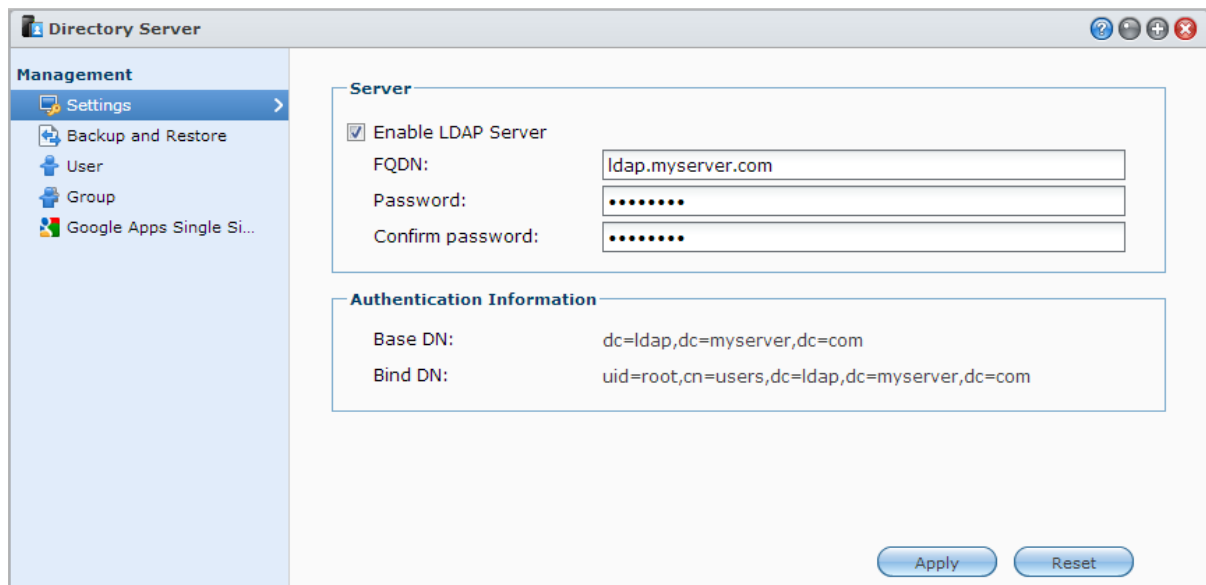 Directory Server
Management
Settings
Backup and Restore
User
Group
Google Apps Single Si...
Server
Enable LDAP Server
FQDN: ldap.myserver.com
Password: ••••••••
Confirm password: ••••••••
Authentication Information
Base DN: dc=ldap,dc=myserver,dc=com
Bind DN: uid=root,cn=users,dc=ldap,dc=myserver,dc=com
Apply Reset